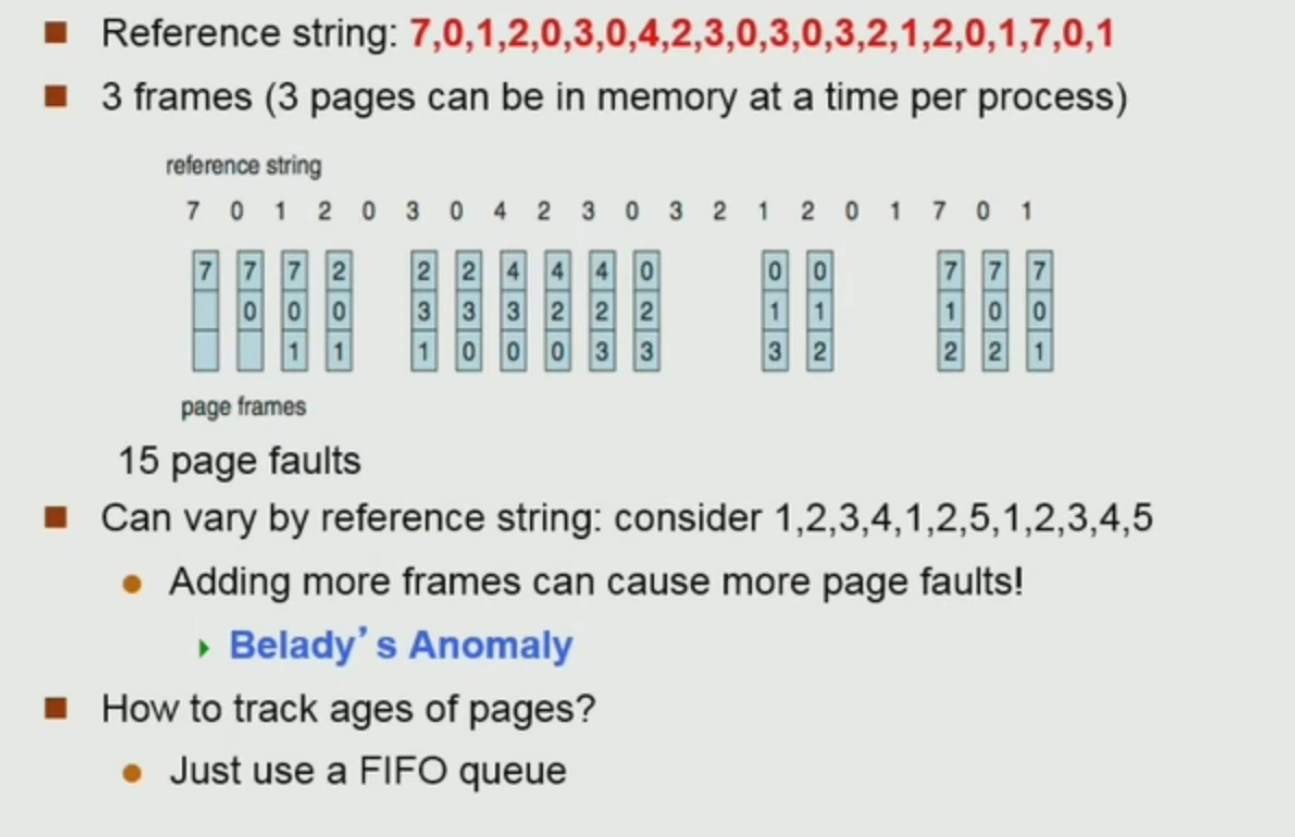 Reference string: 7,0,1,2,0,3,0,4,2,3,0,3,0,3,2,1,2,0,1,7,0,1
3 frames (3 pages can be in memory at a time per process)
reference string
7 0 1 2 0 3 0 4 2 3 0 3 2 1 2 0 1 7 0 1
7 7 7 2 2 2 4 4 4 0 0 0 7 7 7
0 0 0 3 3 3 2 2 2 1 1 1 0 0
1 1 1 0 0 0 3 3 3 2 2 2 1
page frames
15 page faults
Can vary by reference string: consider 1,2,3,4,1,2,5,1,2,3,4,5
Adding more frames can cause more page faults!
Belady's Anomaly
How to track ages of pages?
Just use a FIFO queue